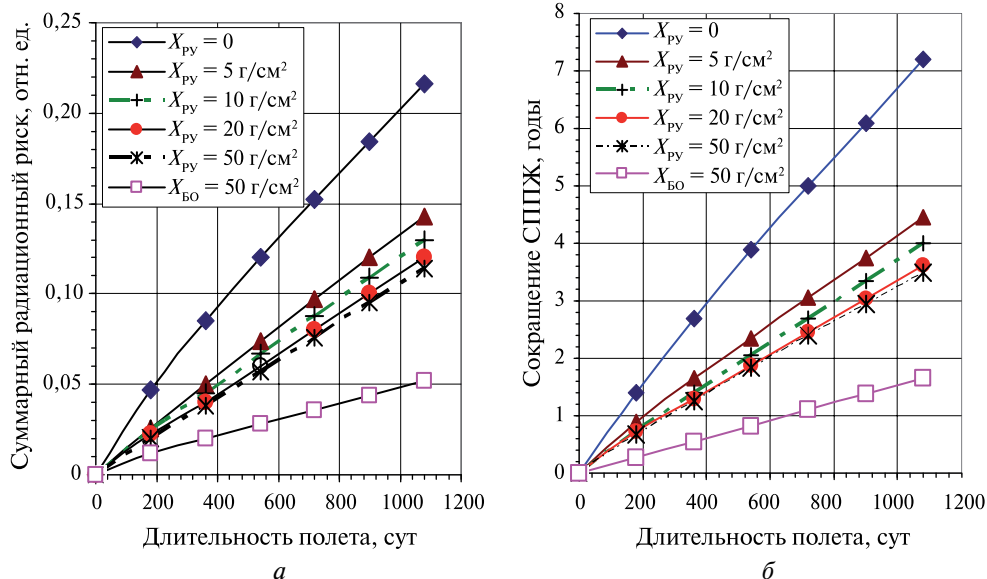 Суммарный радиационный риск, отн. ед.
0,25
0,20
0,15
0,10
0,05
0
X_РУ = 0
X_РУ = 5 г/см²
X_РУ = 10 г/см²
X_РУ = 20 г/см²
X_РУ = 50 г/см²
X_БО = 50 г/см²
0 200 400 600 800 1000 1200
Длительность полета, сут
а
Сокращение СППЖ, годы
8
7
6
5
4
3
2
1
0
X_РУ = 0
X_РУ = 5 г/см²
X_РУ = 10 г/см²
X_РУ = 20 г/см²
X_РУ = 50 г/см²
X_БО = 50 г/см²
0 200 400 600 800 1000 1200
Длительность полета, сут
б